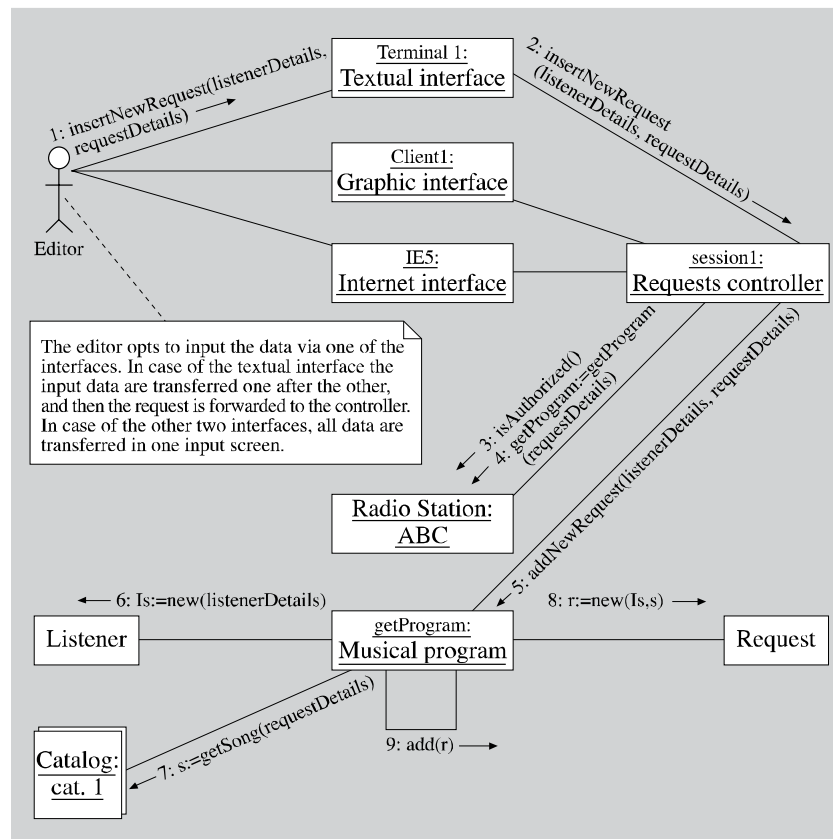 Terminal 1:
Textual interface
1: insertNewRequest(listenerDetails,
requestDetails)
2: insertNewRequest
(listenerDetails, requestDetails)
Client1:
Graphic interface
Editor
IE5:
Internet interface
session1:
Requests controller
The editor opts to input the data via one of the
interfaces. In case of the textual interface the
input data are transferred one after the other,
and then the request is forwarded to the controller.
In case of the other two interfaces, all data are
transferred in one input screen.
3: isAuthorized()
4: getProgram:=getProgram
(requestDetails)
5: addNewRequest(listenerDetails, requestDetails)
Radio Station:
ABC
6: Is:=new(listenerDetails)
8: r:=new(Is,s)
Listener
getProgram:
Musical program
Request
7: s:=getSong(requestDetails)
9: add(r)
Catalog:
cat. 1